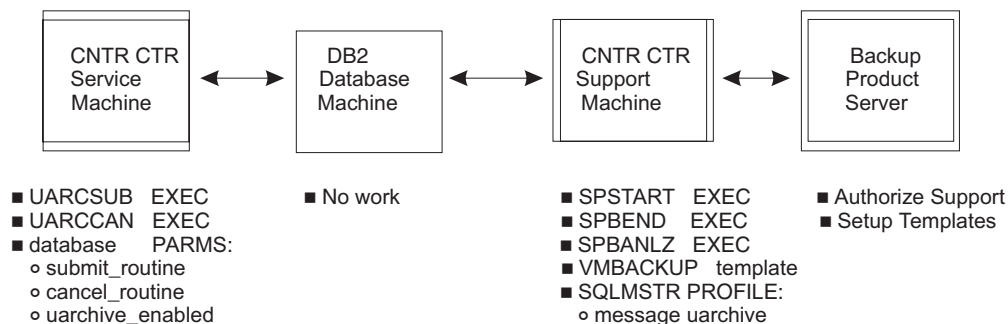 CNTR CTR
Service
Machine
DB2
Database
Machine
CNTR CTR
Support
Machine
Backup
Product
Server
■ UARCSUB EXEC
■ UARCCAN EXEC
■ database PARMS:
o submit_routine
o cancel_routine
o uarchive_enabled
■ No work
■ SPSTART EXEC
■ SPBEND EXEC
■ SPBANLZ EXEC
■ VMBACKUP template
■ SQLMSTR PROFILE:
o message uarchive
■ Authorize Support
■ Setup Templates